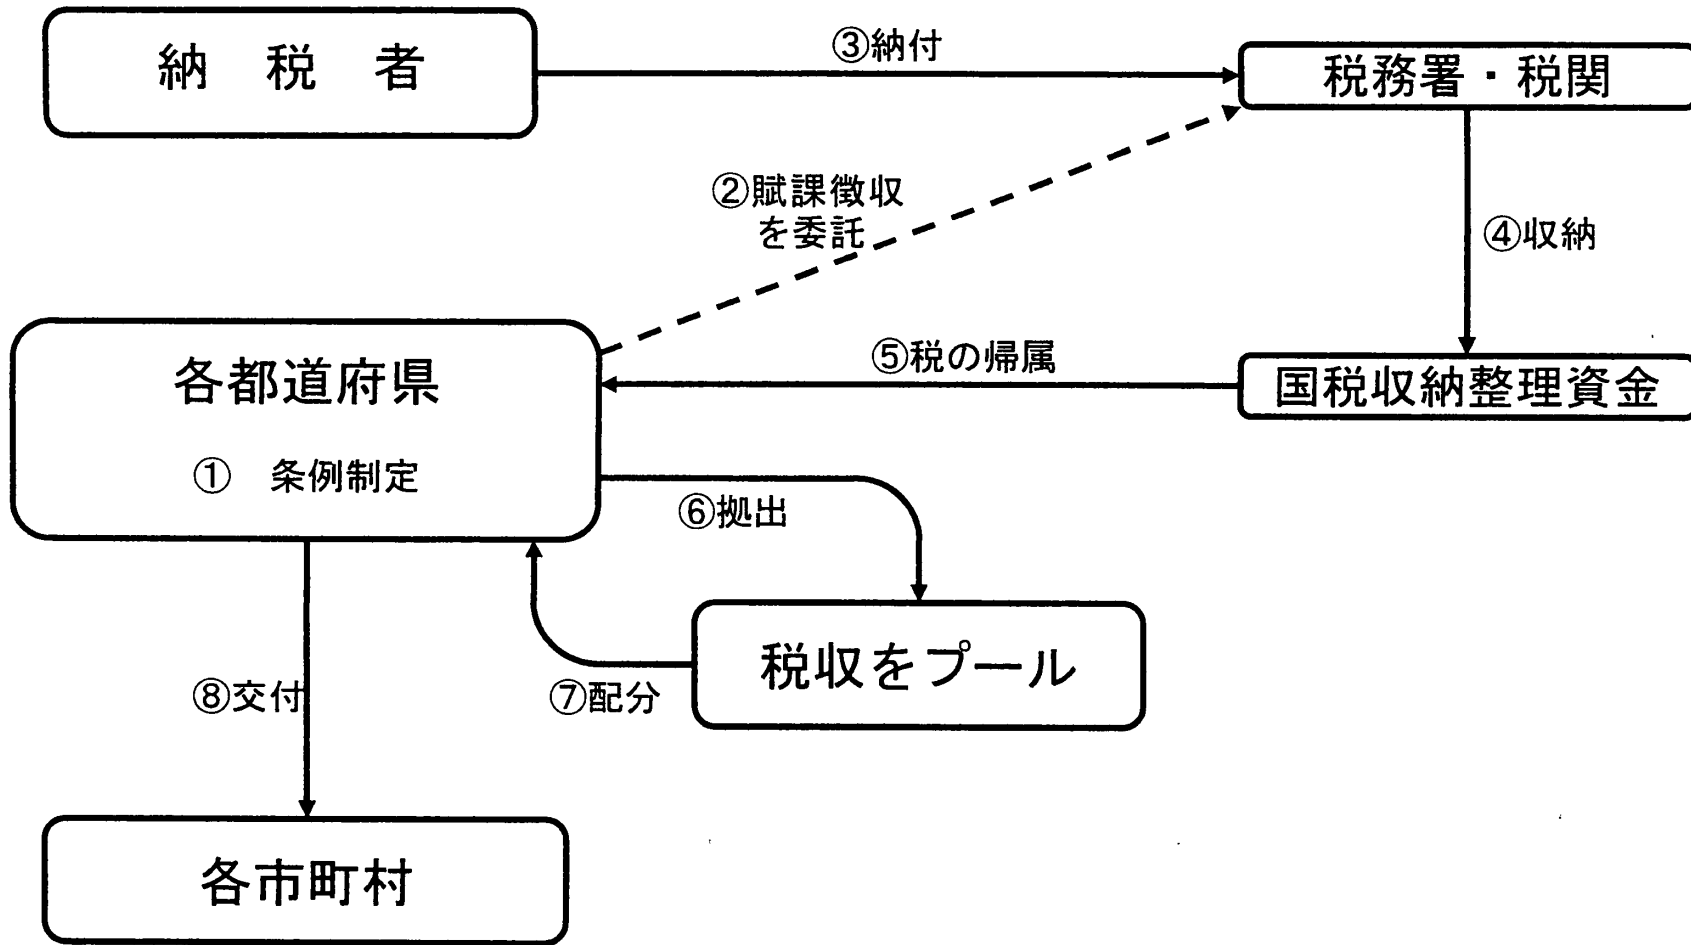 納　税　者
③納付
税務署・税関
②賦課徴収
を委託
④収納
各都道府県
①　条例制定
⑤税の帰属
国税収納整理資金
⑥拠出
税収をプール
⑦配分
⑧交付
各市町村